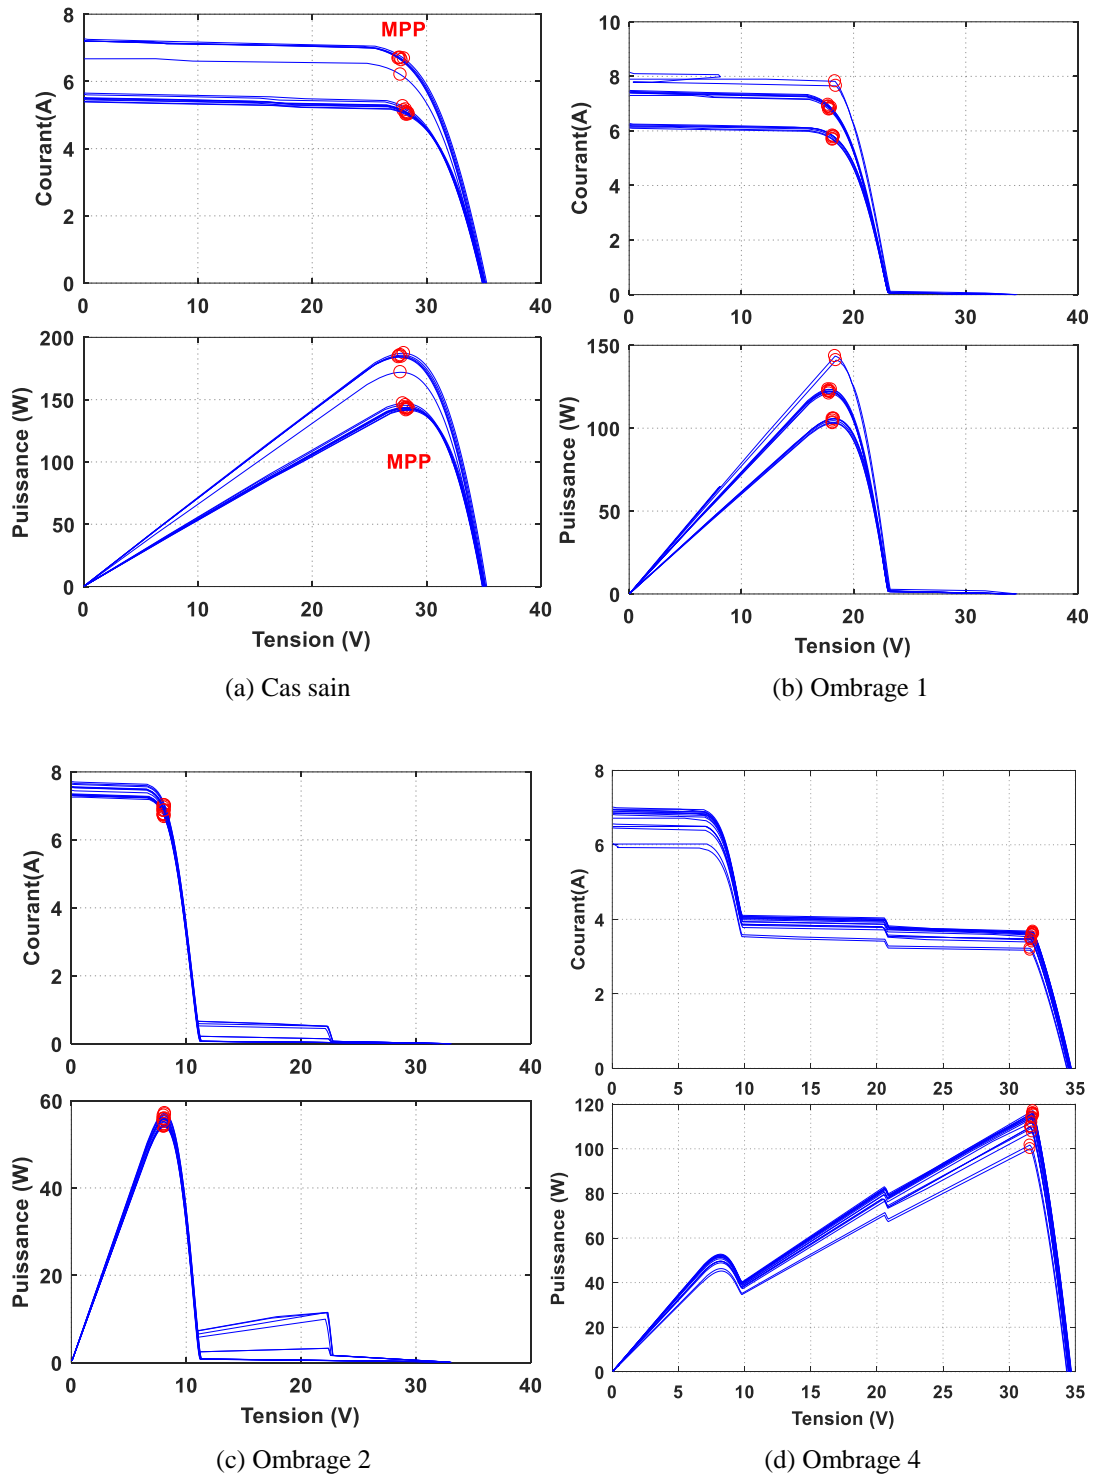 MPP
Courant(A)
8
6
4
2
0
0 10 20 30 40
Puissance (W)
200
150
100
50
0
MPP
0 10 20 30 40
Tension (V)
(a) Cas sain
Courant(A)
10
8
6
4
2
0
0 10 20 30 40
Puissance (W)
150
100
50
0
0 10 20 30 40
Tension (V)
(b) Ombrage 1
Courant(A)
8
6
4
2
0
0 10 20 30 40
Puissance (W)
60
40
20
0
0 10 20 30 40
Tension (V)
(c) Ombrage 2
Courant(A)
8
6
4
2
0
0 5 10 15 20 25 30 35
Puissance (W)
120
100
80
60
40
20
0
0 5 10 15 20 25 30 35
Tension (V)
(d) Ombrage 4